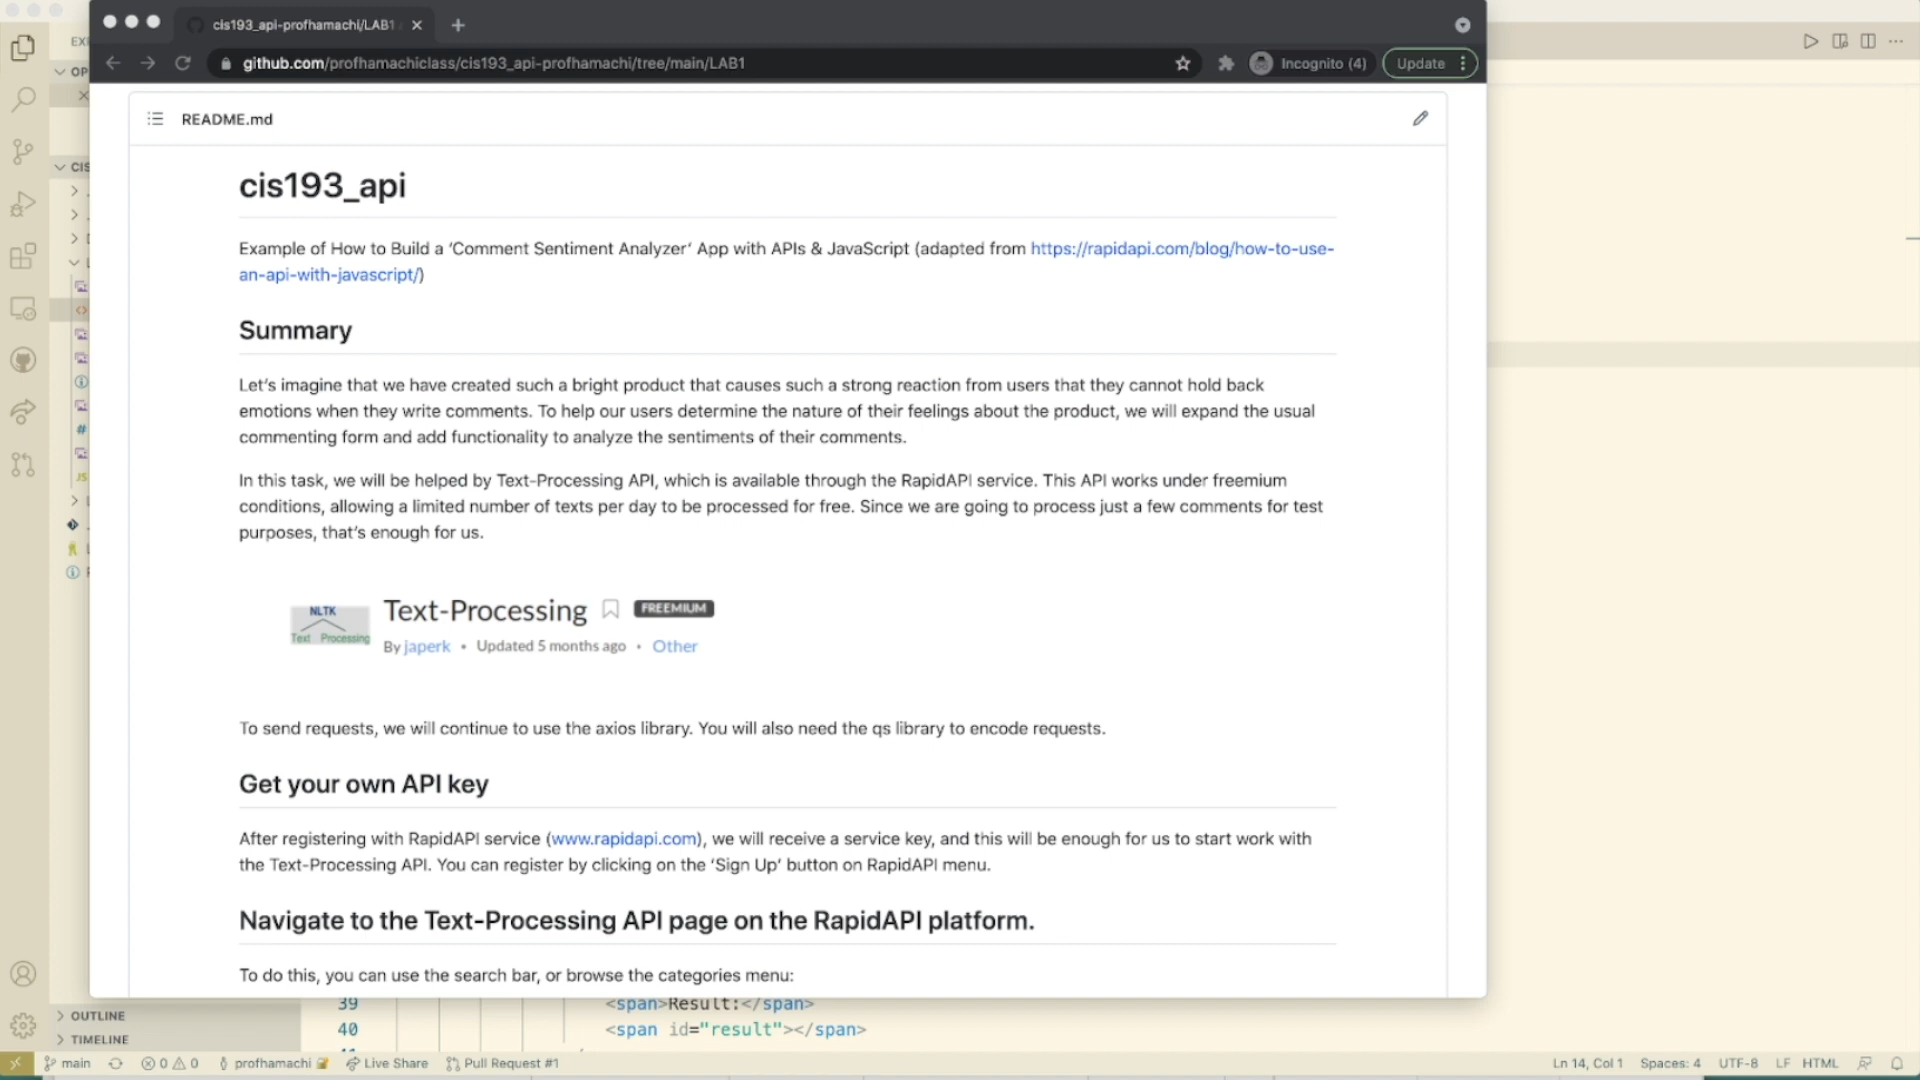 cis193_api-profhamachi/LAB1
github.com/profhamachiclass/cis193_api-profhamachi/tree/main/LAB1
Incognito (4)
Update
README.md
cis193_api
Example of How to Build a ‘Comment Sentiment Analyzer‘ App with APIs & JavaScript (adapted from https://rapidapi.com/blog/how-to-use-
an-api-with-javascript/)
Summary
Let’s imagine that we have created such a bright product that causes such a strong reaction from users that they cannot hold back
emotions when they write comments. To help our users determine the nature of their feelings about the product, we will expand the usual
commenting form and add functionality to analyze the sentiments of their comments.
In this task, we will be helped by Text-Processing API, which is available through the RapidAPI service. This API works under freemium
conditions, allowing a limited number of texts per day to be processed for free. Since we are going to process just a few comments for test
purposes, that’s enough for us.
NLTK
Text Processing
Text-Processing FREEMIUM
By japerk • Updated 5 months ago • Other
To send requests, we will continue to use the axios library. You will also need the qs library to encode requests.
Get your own API key
After registering with RapidAPI service (www.rapidapi.com), we will receive a service key, and this will be enough for us to start work with
the Text-Processing API. You can register by clicking on the ‘Sign Up’ button on RapidAPI menu.
Navigate to the Text-Processing API page on the RapidAPI platform.
To do this, you can use the search bar, or browse the categories menu:
39 <span>Result:</span>
40 <span id="result"></span>
OUTLINE
TIMELINE
main 0 0 profhamachi Live Share Pull Request #1 Ln 14, Col 1 Spaces: 4 UTF-8 LF HTML